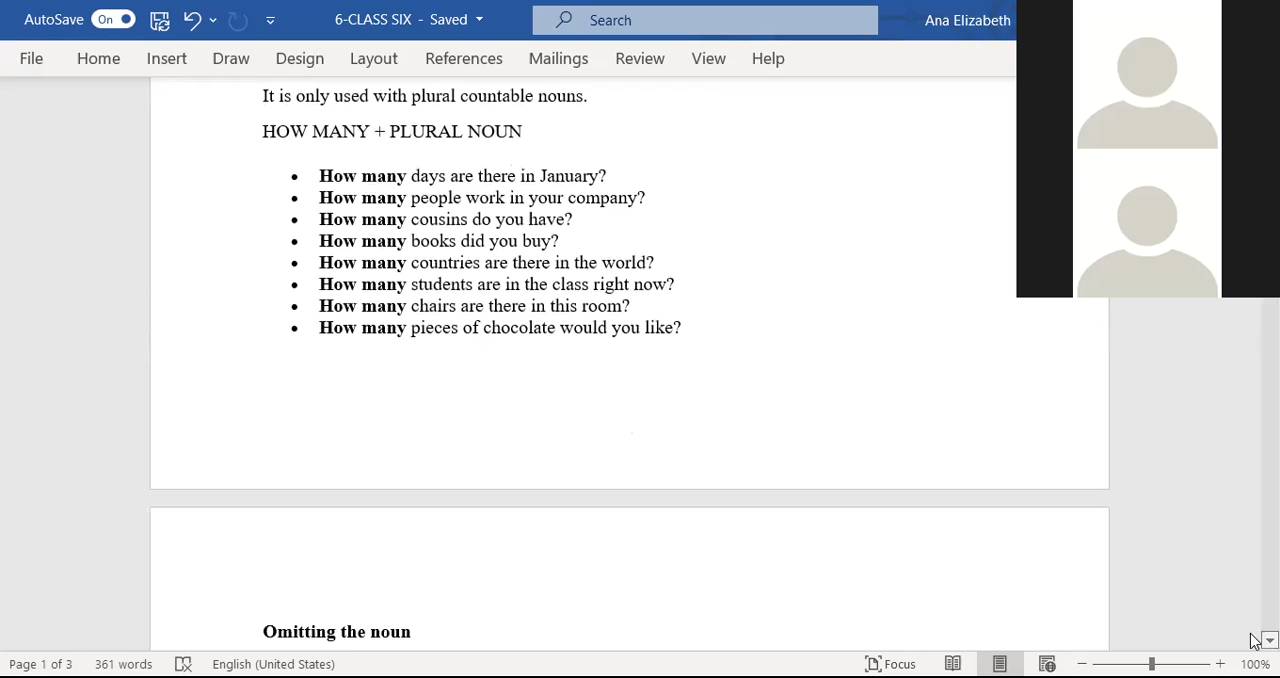 AutoSave On 6-CLASS SIX - Saved Search Ana Elizabeth
File Home Insert Draw Design Layout References Mailings Review View Help
It is only used with plural countable nouns.
HOW MANY + PLURAL NOUN
• How many days are there in January?
• How many people work in your company?
• How many cousins do you have?
• How many books did you buy?
• How many countries are there in the world?
• How many students are in the class right now?
• How many chairs are there in this room?
• How many pieces of chocolate would you like?
Omitting the noun
Page 1 of 3 361 words English (United States) Focus 100%